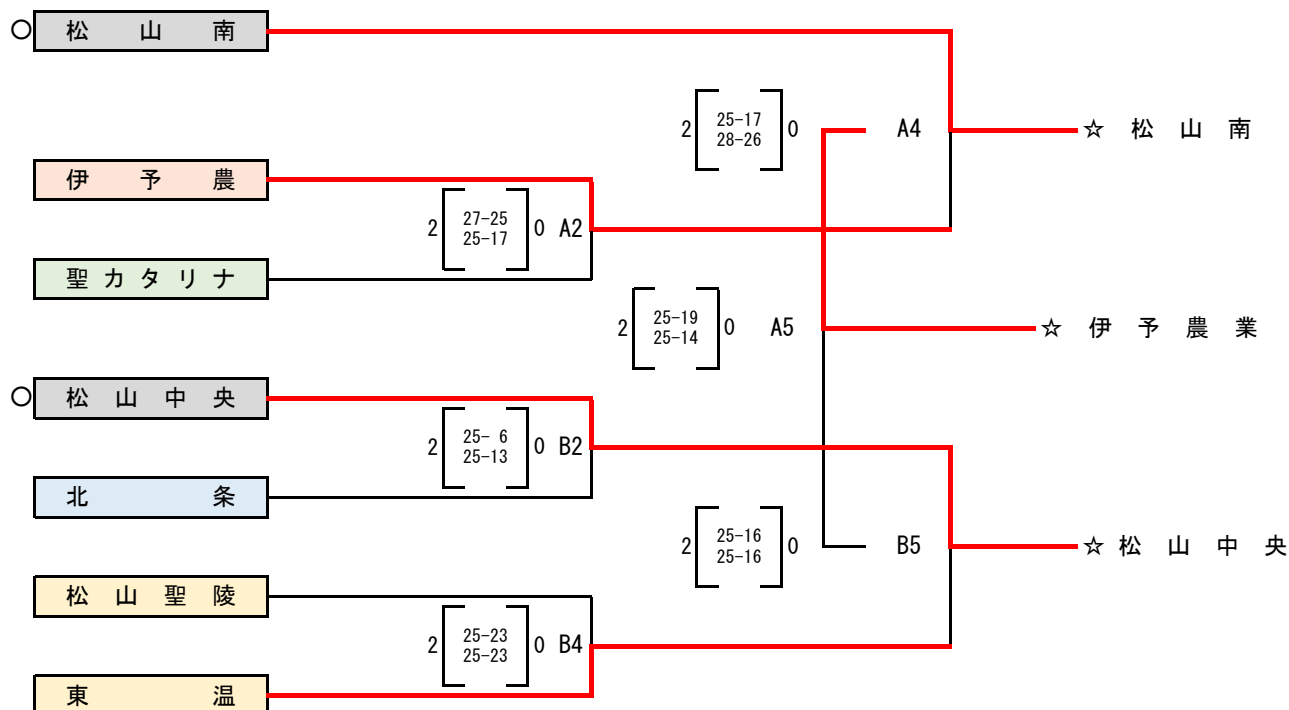 ○ 松山南
2 25-17 0 A4
28-26
☆ 松山南
伊予農
2 27-25 0 A2
25-17
聖カタリナ
2 25-19 0 A5
25-14
☆ 伊予農業
○ 松山中央
2 25- 6 0 B2
25-13
北条
2 25-16 0 B5
25-16
☆ 松山中央
松山聖陵
2 25-23 0 B4
25-23
東温